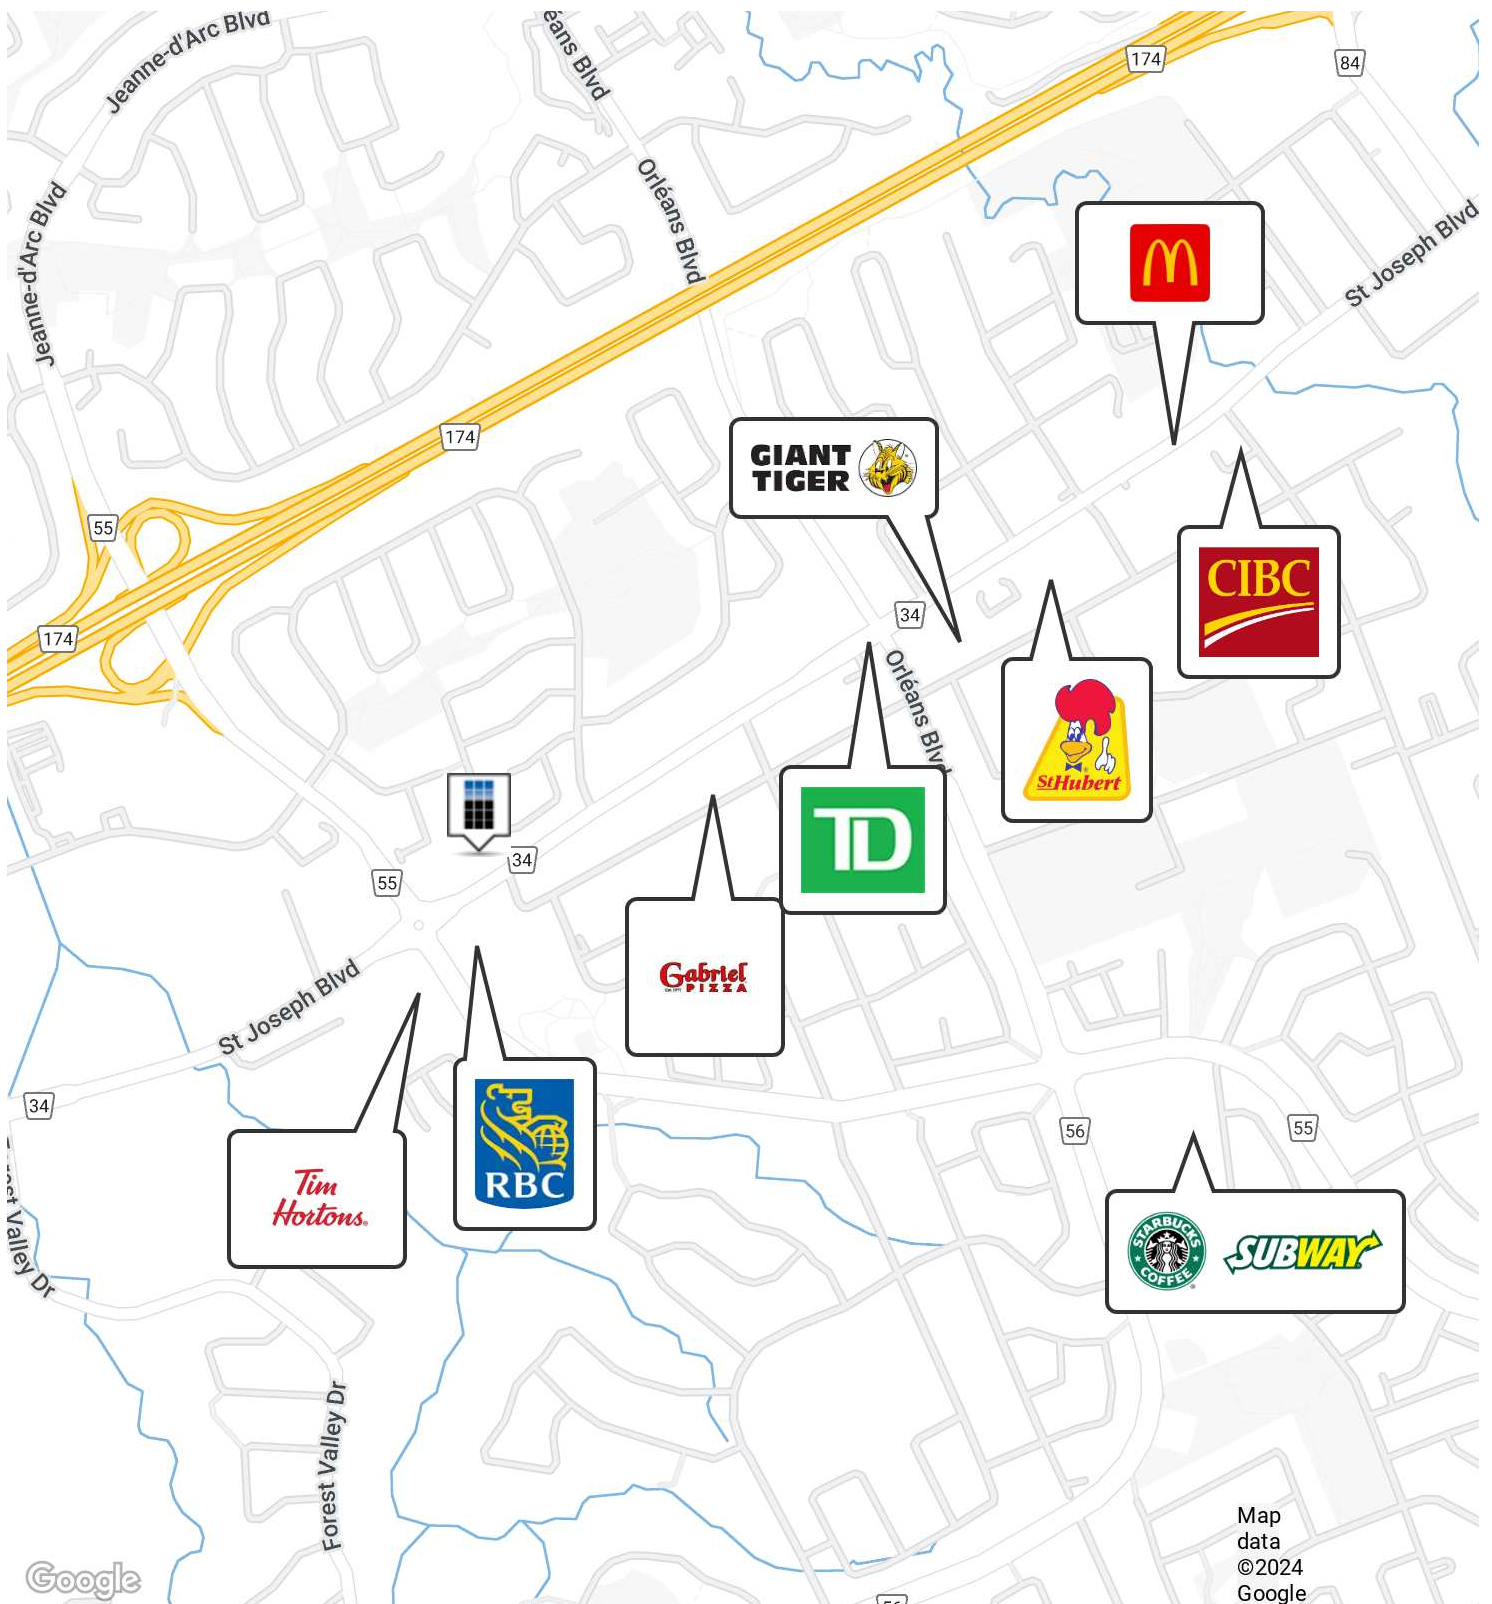 Jeanne-d'Arc Blvd
Orléans Blvd
174
84
Jeanne-d'Arc Blvd
Orléans Blvd
St Joseph Blvd
174
GIANT
TIGER
55
CIBC
34
174
Orléans Blvd
StHubert
TD
34
55
Gabriel
PIZZA
St Joseph Blvd
34
RBC
56
55
Tim
Hortons
STARBUCKS
COFFEE
SUBWAY
Valley Dr
Forest Valley Dr
Map
data
©2024
Google
Google